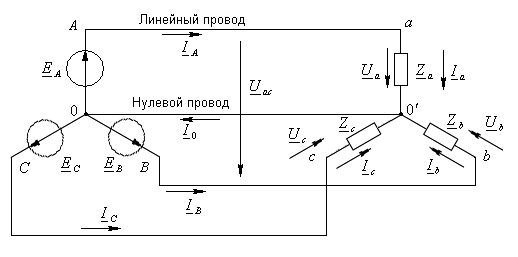 A Линейный провод a
I_A
E_A U_ac U_a Z_a I_a
0 Нулевой провод 0'
I_0 Z_c Z_b
U_c U_b
C E_C E_B B c I_c I_b b
I_B
I_C